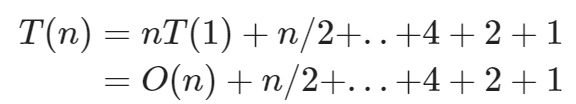 T(n) = nT(1) + n/2+..+4 + 2 + 1
= O(n) + n/2+...+4 + 2 + 1